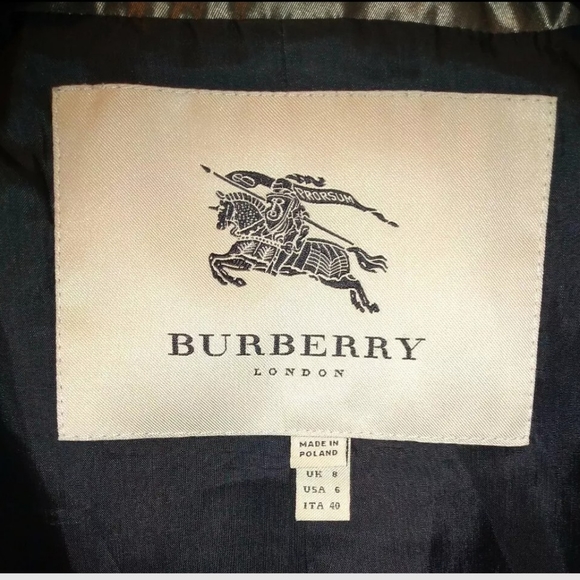 PRORSUM
B
BURBERRY
LONDON
MADE IN
POLAND
UK 8
USA 6
ITA 40